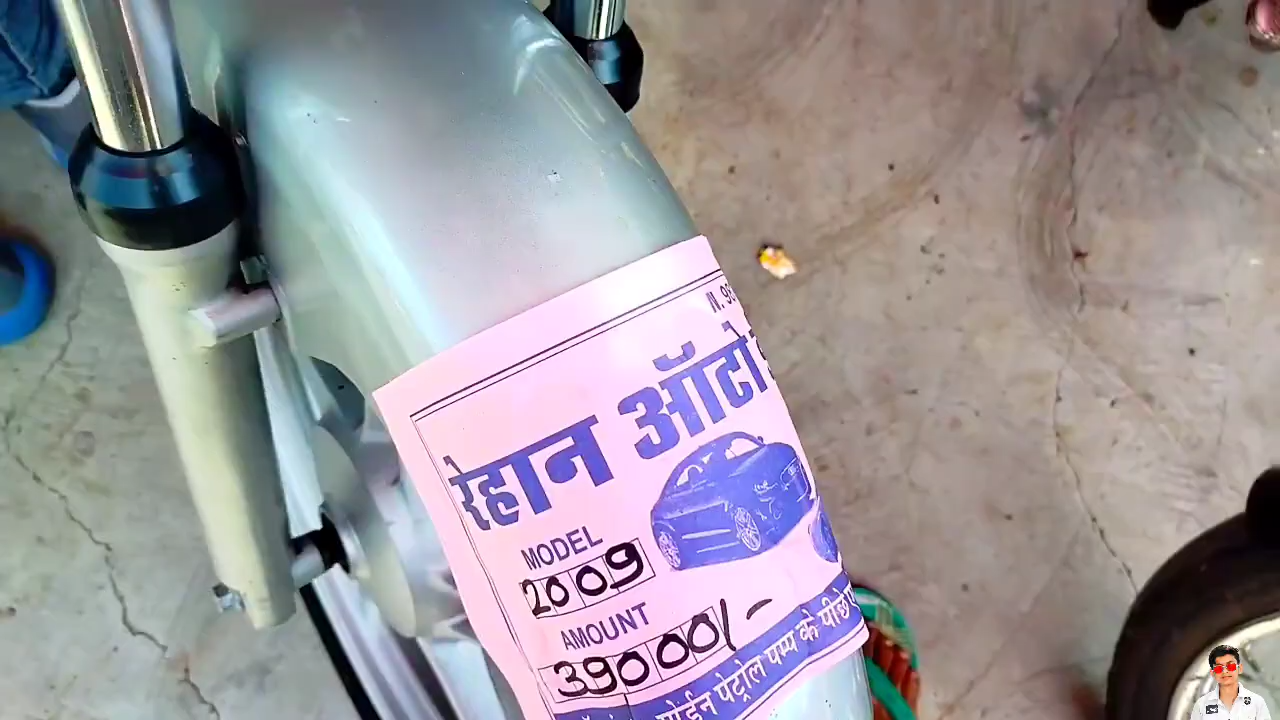 रेहान ऑटो
MODEL
2009
AMOUNT
39000/-
पेट्रोल पम्प के पीछे